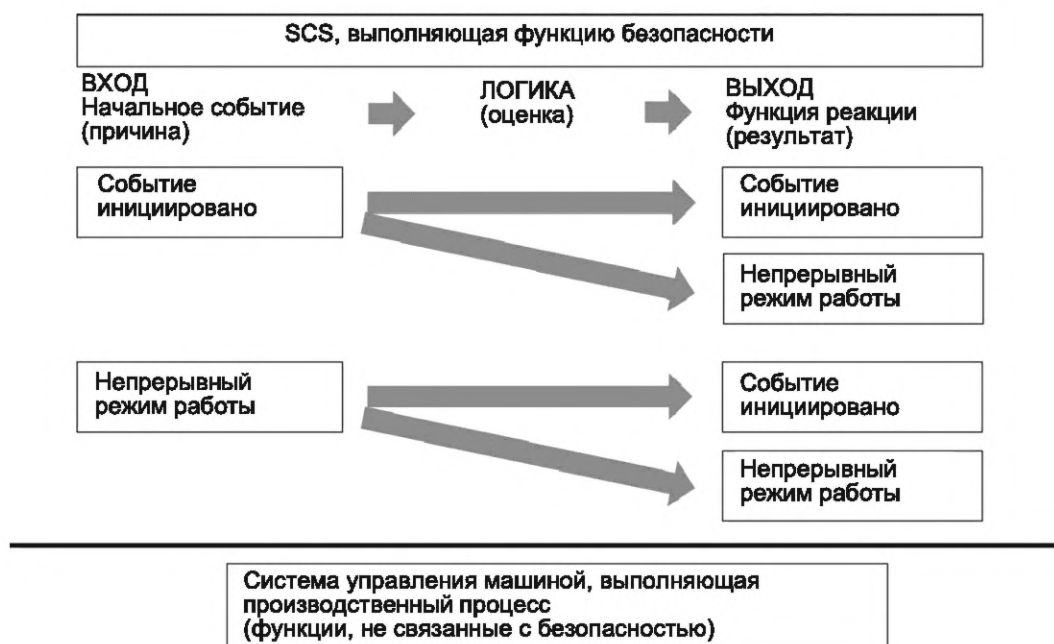 SCS, выполняющая функцию безопасности
ВХОД
Начальное событие
(причина)
ЛОГИКА
(оценка)
ВЫХОД
Функция реакции
(результат)
Событие
инициировано
Событие
инициировано
Непрерывный
режим работы
Непрерывный
режим работы
Событие
инициировано
Непрерывный
режим работы
Система управления машиной, выполняющая
производственный процесс
(функции, не связанные с безопасностью)